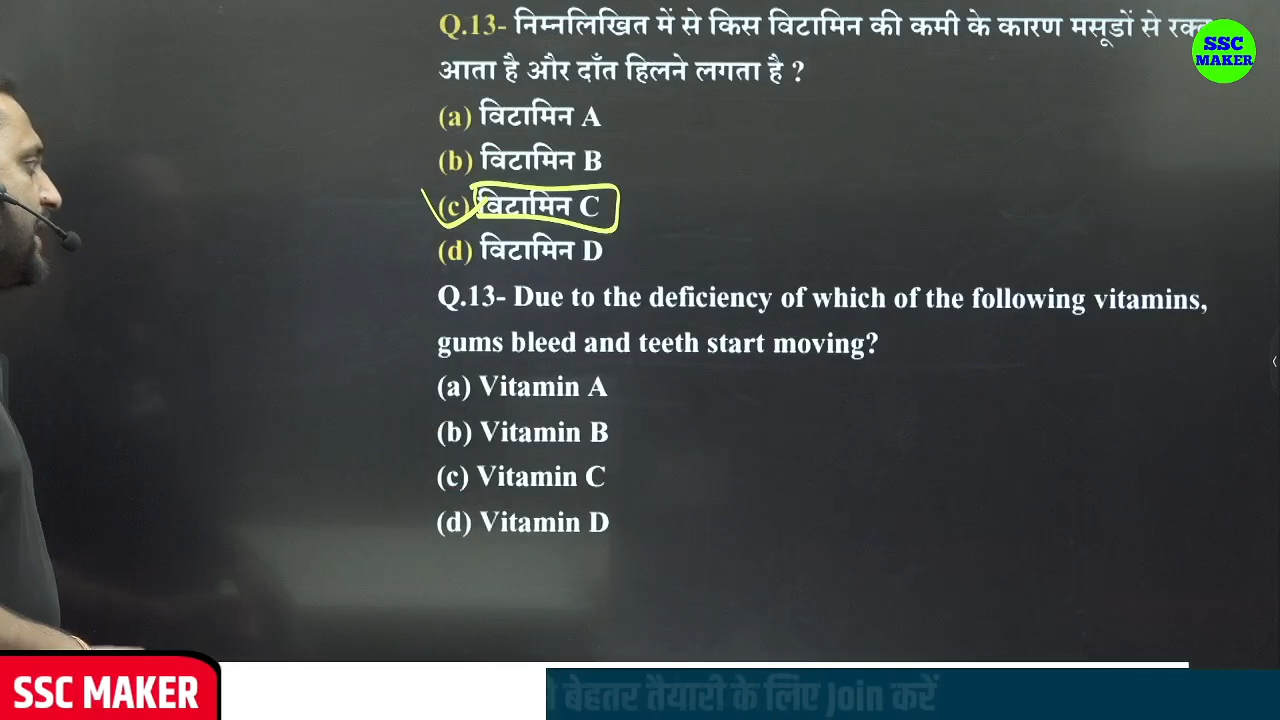 Q.13- निम्नलिखित में से किस विटामिन की कमी के कारण मसूडों से
आता है और दाँत हिलने लगता है ?
(a) विटामिन A
(b) विटामिन B
(c) विटामिन C
(d) विटामिन D
Q.13- Due to the deficiency of which of the following vitamins,
gums bleed and teeth start moving?
(a) Vitamin A
(b) Vitamin B
(c) Vitamin C
(d) Vitamin D
SSC
MAKER
SSC MAKER
बेहतर तैयारी के लिए Join करें